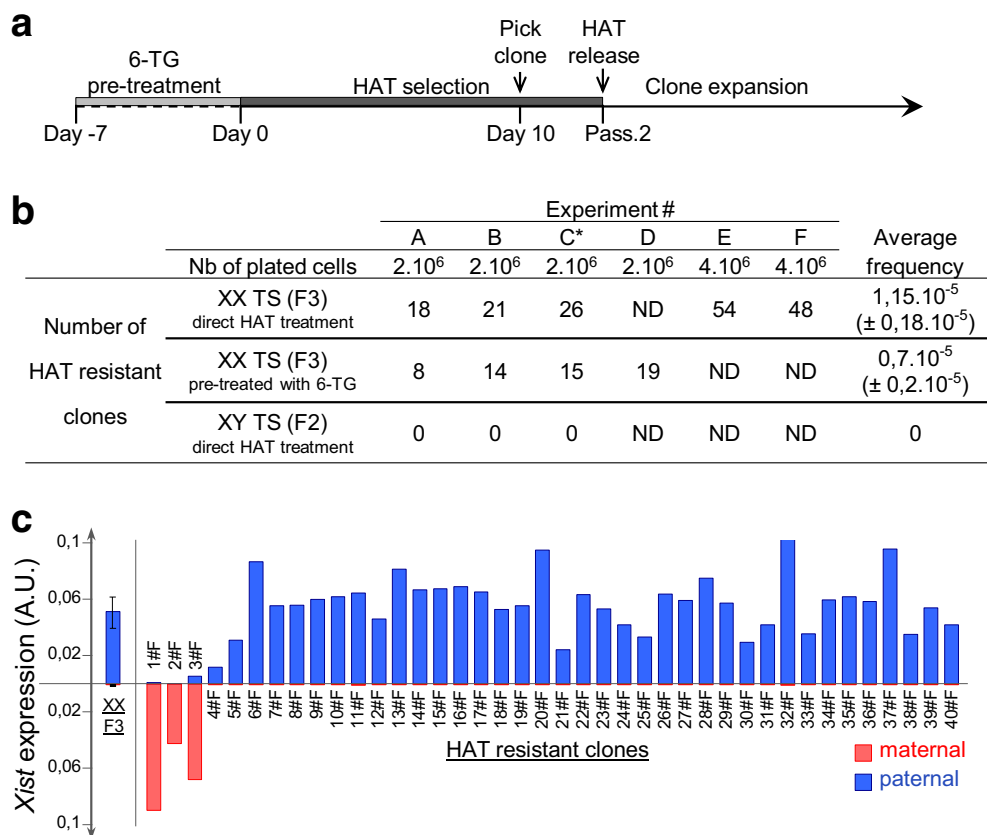 a
6-TG
pre-treatment
HAT selection
Pick
clone
HAT
release
Clone expansion
Day -7
Day 0
Day 10
Pass.2
b
Experiment #
A B C* D E F Average
frequency
Nb of plated cells 2.10⁶ 2.10⁶ 2.10⁶ 2.10⁶ 4.10⁶ 4.10⁶
Number of
HAT resistant
clones
XX TS (F3)
direct HAT treatment
18 21 26 ND 54 48 1,15.10⁻⁵
(± 0,18.10⁻⁵)
XX TS (F3)
pre-treated with 6-TG
8 14 15 19 ND ND 0,7.10⁻⁵
(± 0,2.10⁻⁵)
XY TS (F2)
direct HAT treatment
0 0 0 ND ND ND 0
c
Xist expression (A.U.)
0,1
0,06
0,02
0,02
0,06
0,1
XX
F3
1#F 2#F 3#F 4#F 5#F 6#F 7#F 8#F 9#F 10#F 11#F 12#F 13#F 14#F 15#F 16#F 17#F 18#F 19#F 20#F 21#F 22#F 23#F 24#F 25#F 26#F 27#F 28#F 29#F 30#F 31#F 32#F 33#F 34#F 35#F 36#F 37#F 38#F 39#F 40#F
HAT resistant clones
maternal
paternal